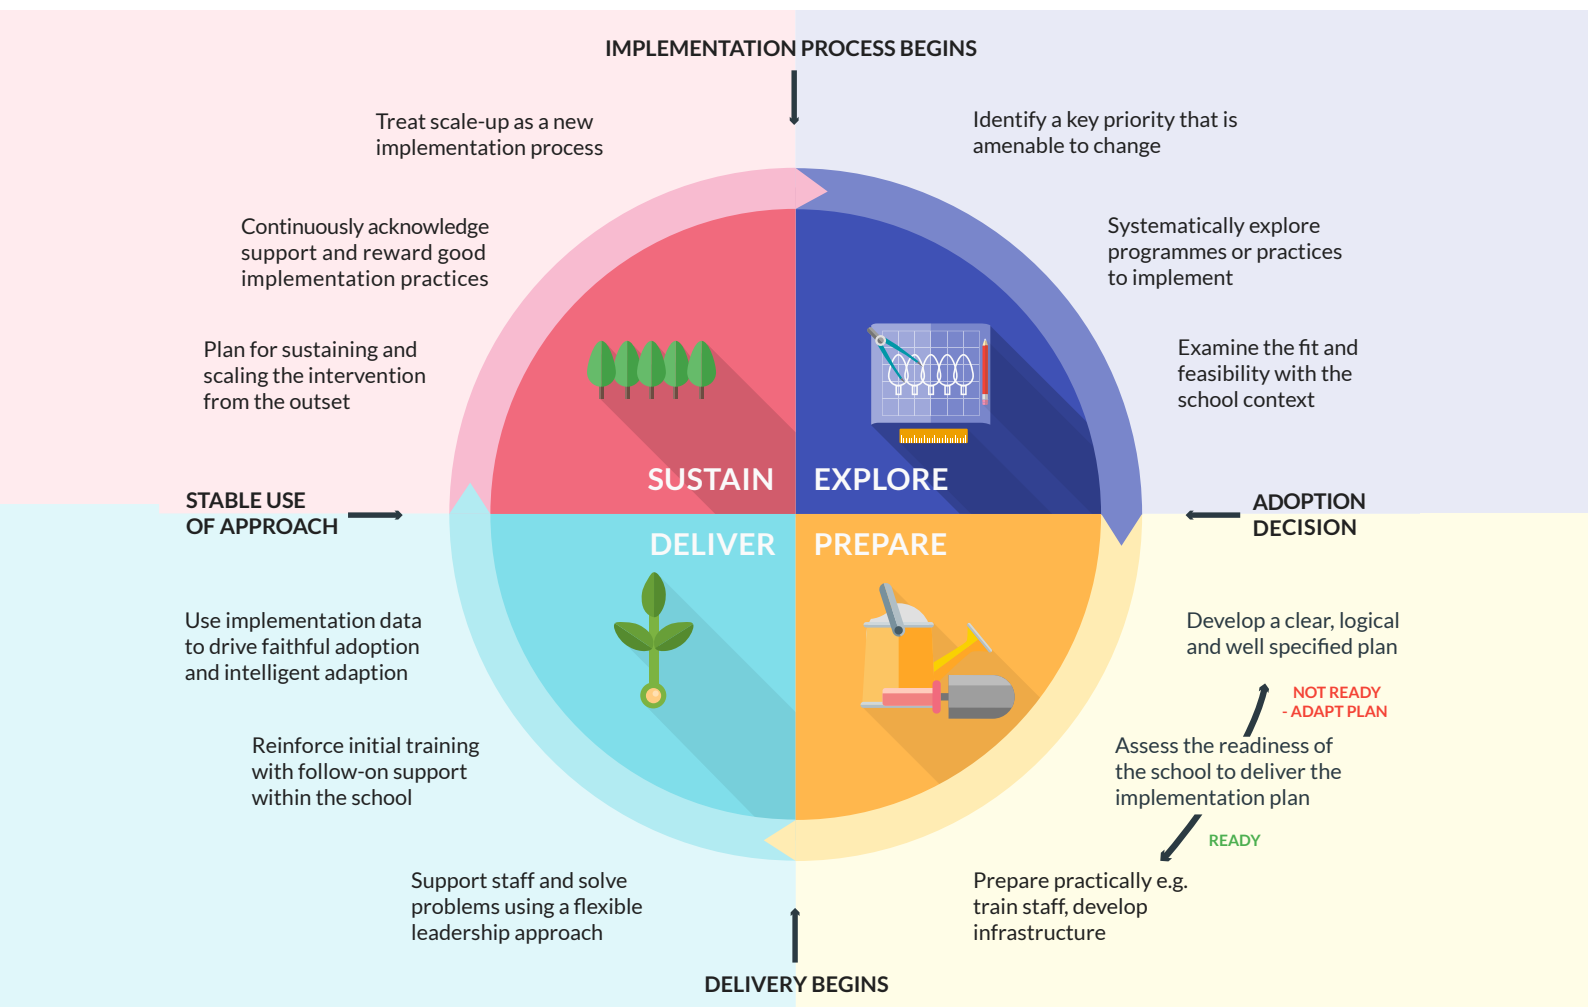 IMPLEMENTATION PROCESS BEGINS
Treat scale-up as a new
implementation process
Identify a key priority that is
amenable to change
Continuously acknowledge
support and reward good
implementation practices
Systematically explore
programmes or practices
to implement
Plan for sustaining and
scaling the intervention
from the outset
Examine the fit and
feasibility with the
school context
SUSTAIN
EXPLORE
STABLE USE
OF APPROACH
ADOPTION
DECISION
DELIVER
PREPARE
Use implementation data
to drive faithful adoption
and intelligent adaption
Develop a clear, logical
and well specified plan
NOT READY
- ADAPT PLAN
Reinforce initial training
with follow-on support
within the school
Assess the readiness of
the school to deliver the
implementation plan
READY
Support staff and solve
problems using a flexible
leadership approach
Prepare practically e.g.
train staff, develop
infrastructure
DELIVERY BEGINS